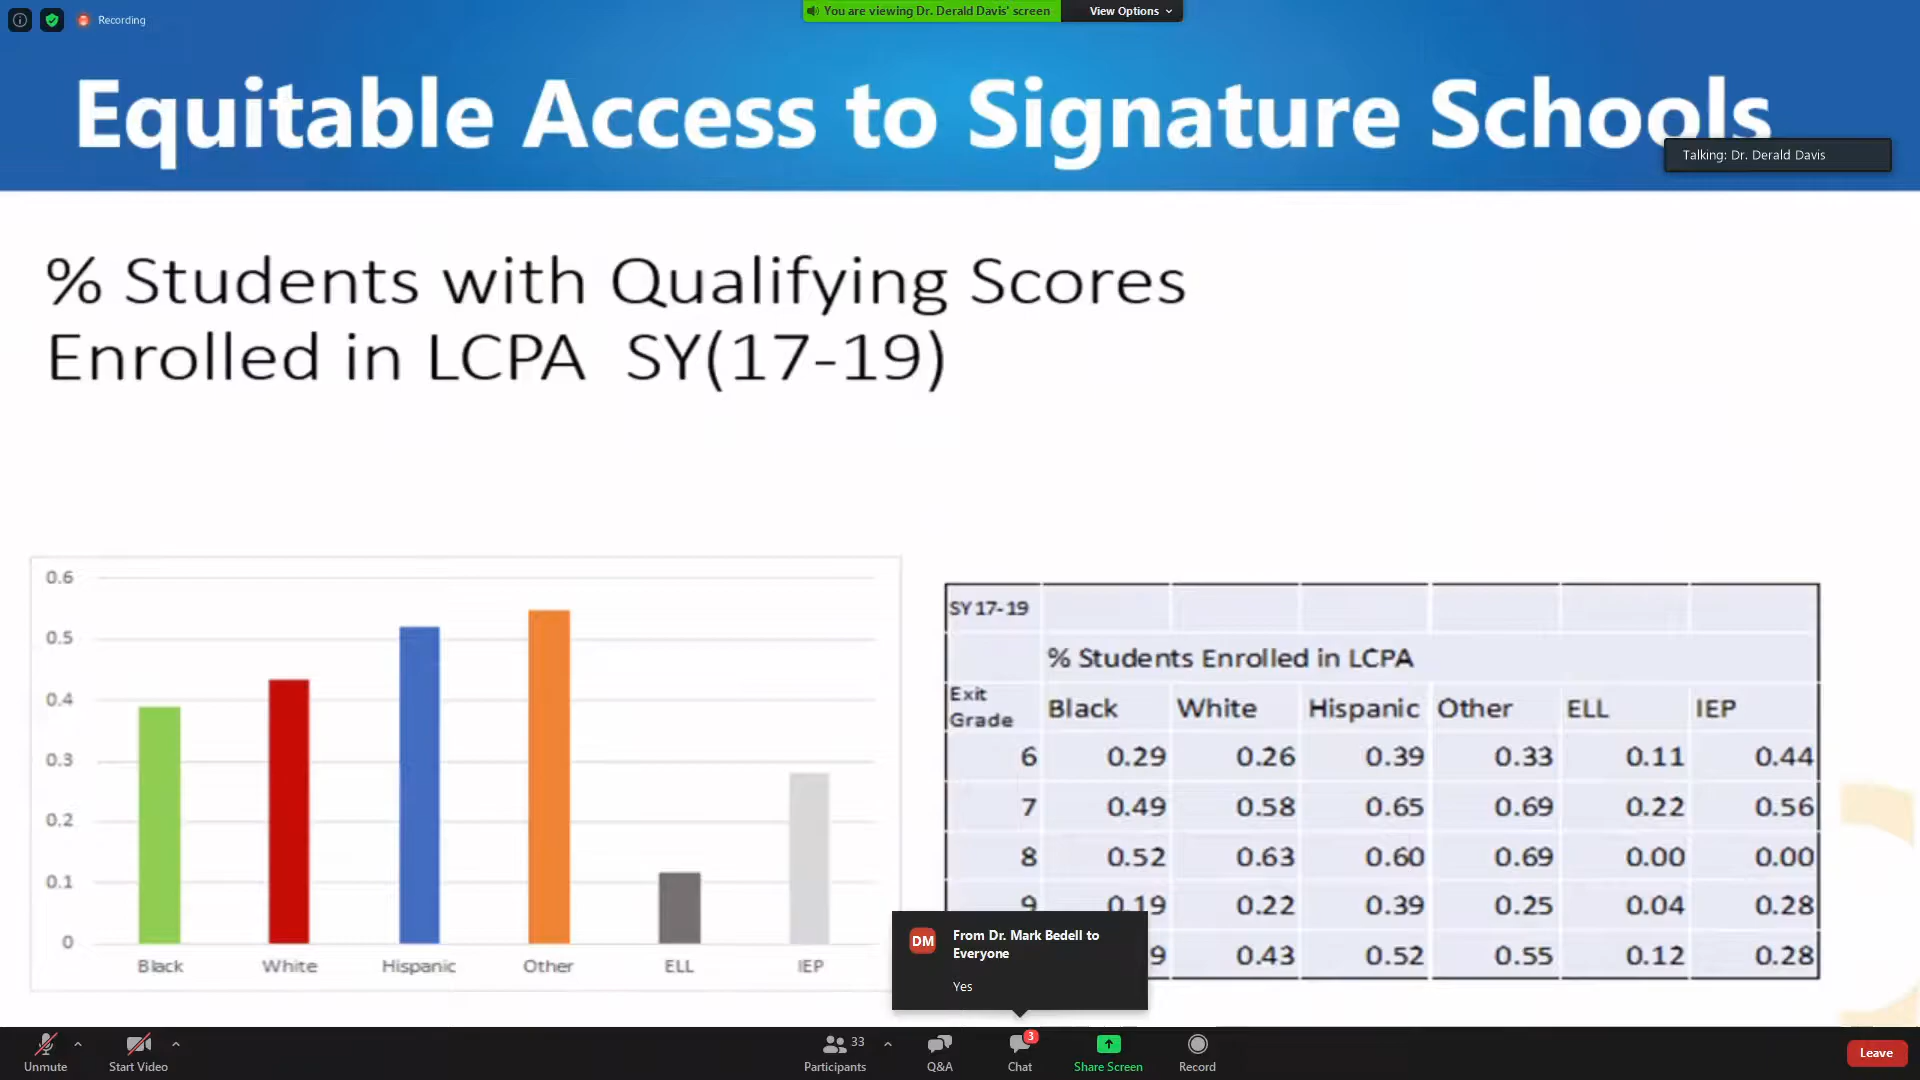 Recording
You are viewing Dr. Derald Davis' screen
View Options
Equitable Access to Signature Schools
Talking: Dr. Derald Davis
% Students with Qualifying Scores
Enrolled in LCPA SY(17-19)
0.6
0.5
0.4
0.3
0.2
0.1
0
Black White Hispanic Other ELL IEP
SY 17-19
% Students Enrolled in LCPA
Exit
Grade Black White Hispanic Other ELL IEP
6 0.29 0.26 0.39 0.33 0.11 0.44
7 0.49 0.58 0.65 0.69 0.22 0.56
8 0.52 0.63 0.60 0.69 0.00 0.00
9 0.19 0.22 0.39 0.25 0.04 0.28
9 0.43 0.52 0.55 0.12 0.28
DM
From Dr. Mark Bedell to
Everyone
Yes
Unmute
Start Video
33
Participants
Q&A
3
Chat
Share Screen
Record
Leave